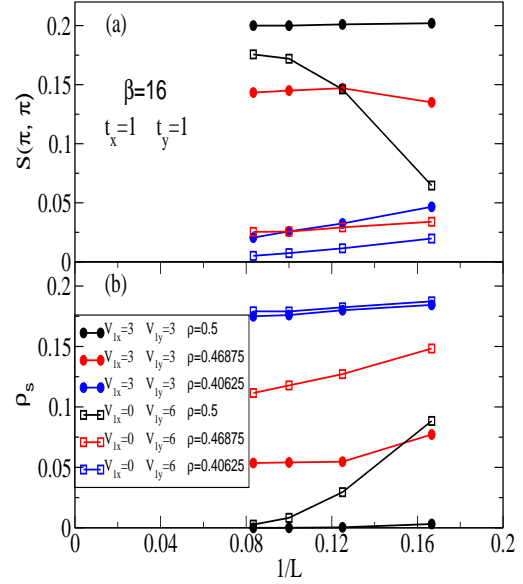 (a)
0.2
0.15
0.1
0.05
0
S(π, π)
β=16
t_x=1 t_y=1
(b)
0.2
0.15
0.1
0.05
0
ρ_s
V_1x=3 V_1y=3 ρ=0.5
V_1x=3 V_1y=3 ρ=0.46875
V_1x=3 V_1y=3 ρ=0.40625
V_1x=0 V_1y=6 ρ=0.5
V_1x=0 V_1y=6 ρ=0.46875
V_1x=0 V_1y=6 ρ=0.40625
0 0.04 0.08 0.12 0.16 0.2
1/L